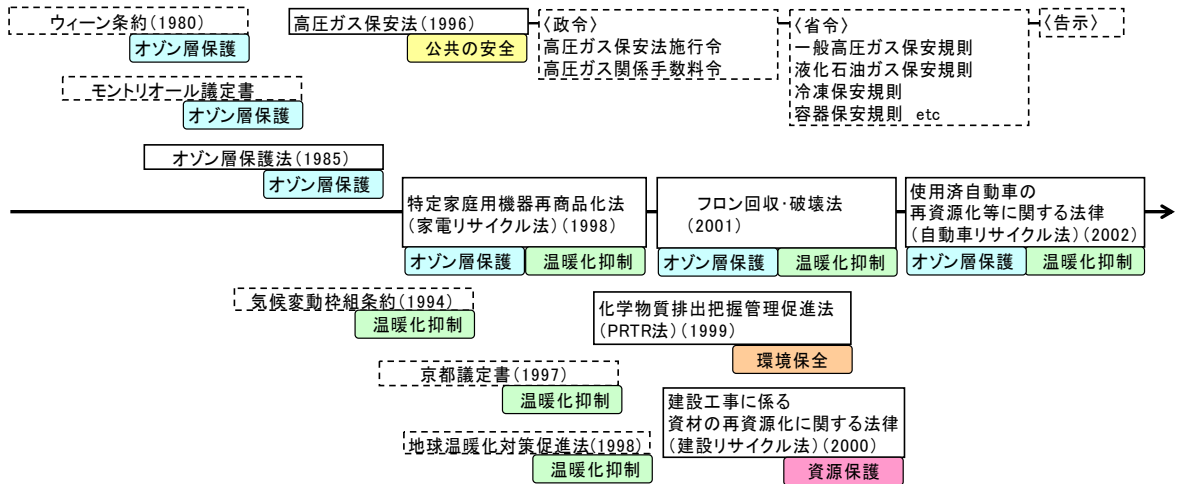 ウィーン条約(1980)
オゾン層保護
高圧ガス保安法(1996)
公共の安全
〈政令〉
高圧ガス保安法施行令
高圧ガス関係手数料令
〈省令〉
一般高圧ガス保安規則
液化石油ガス保安規則
冷凍保安規則
容器保安規則 etc
〈告示〉
モントリオール議定書
オゾン層保護
オゾン層保護法(1985)
オゾン層保護
特定家庭用機器再商品化法
(家電リサイクル法)(1998)
オゾン層保護
温暖化抑制
フロン回収・破壊法
(2001)
オゾン層保護
温暖化抑制
使用済自動車の
再資源化等に関する法律
(自動車リサイクル法)(2002)
オゾン層保護
温暖化抑制
気候変動枠組条約(1994)
温暖化抑制
化学物質排出把握管理促進法
(PRTR法)(1999)
環境保全
京都議定書(1997)
温暖化抑制
建設工事に係る
資材の再資源化に関する法律
(建設リサイクル法)(2000)
資源保護
地球温暖化対策促進法(1998)
温暖化抑制